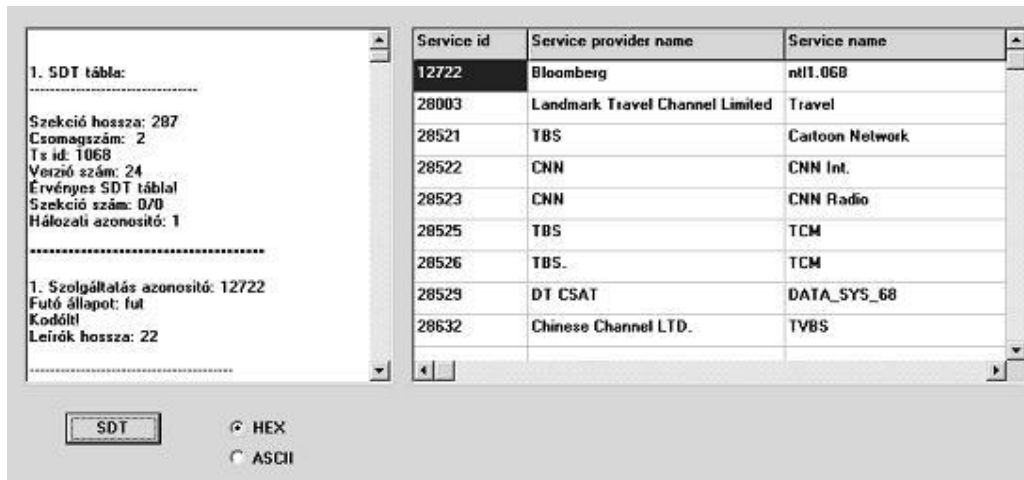 1. SDT tábla:
Szekció hossza: 287
Csomagszám: 2
Ts id: 1068
Verzió szám: 24
Érvényes SDT tábla!
Szekció szám: 0/0
Hálozati azonositó: 1
1. Szolgáltatás azonositó: 12722
Futó állapot: fut
Kodólt!
Leirók hossza: 22
Service id Service provider name Service name
12722 Bloomberg ntl1.068
28003 Landmark Travel Channel Limited Travel
28521 TBS Cartoon Network
28522 CNN CNN Int.
28523 CNN CNN Radio
28525 TBS TCM
28526 TBS. TCM
28529 DT CSAT DATA_SYS_68
28632 Chinese Channel LTD. TVBS
SDT
HEX
ASCII